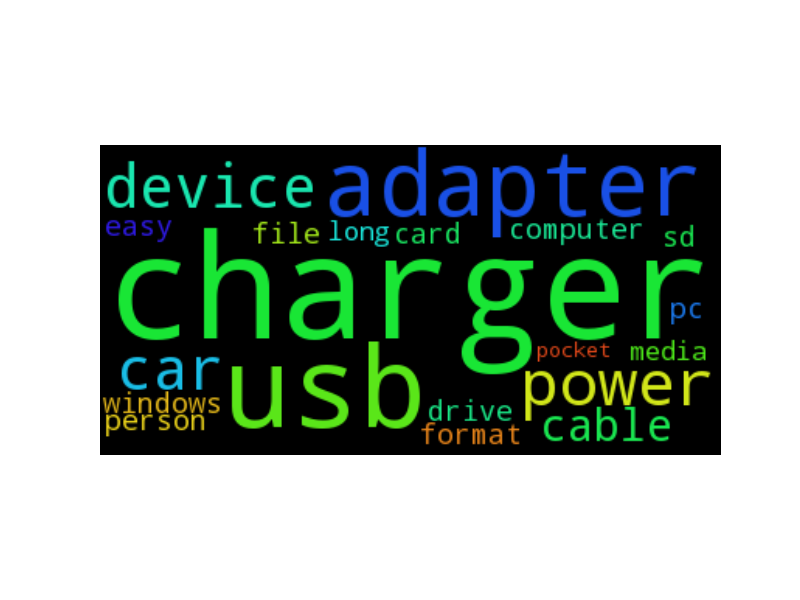 device adapter
easy file long card computer sd
charger
pc
pocket media
car usb power
windows
person drive cable
format